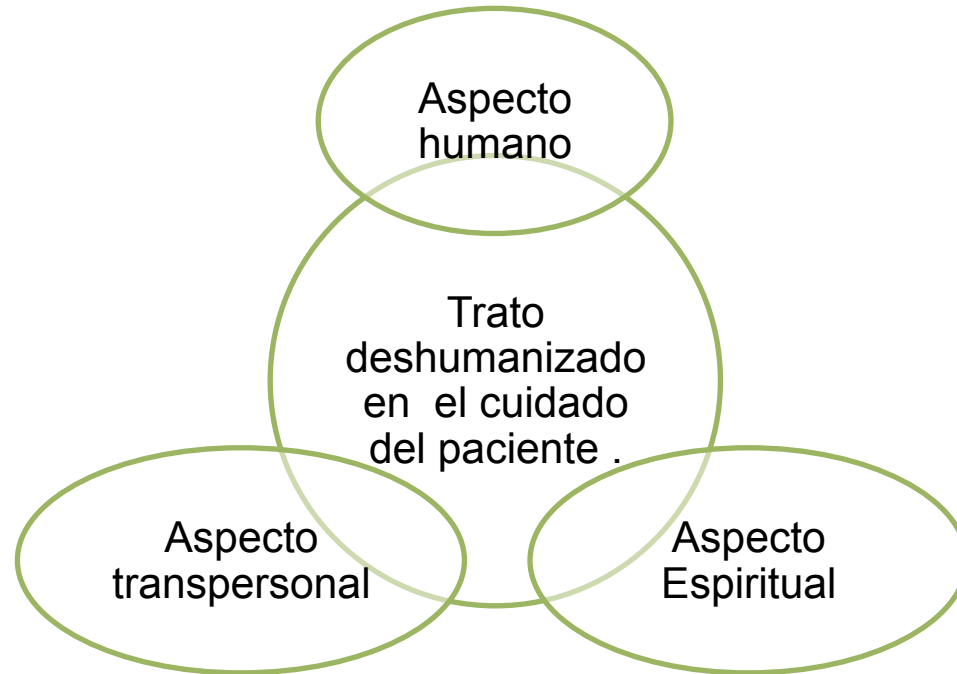 Aspecto
humano
Trato
deshumanizado
en el cuidado
del paciente .
Aspecto
transpersonal
Aspecto
Espiritual